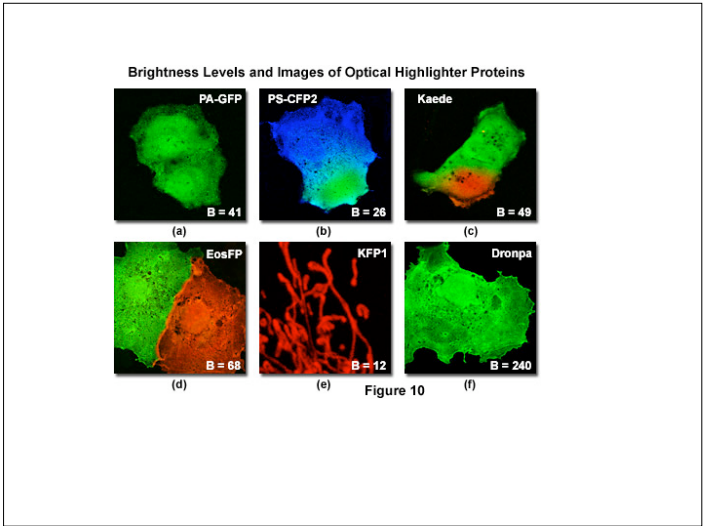 Brightness Levels and Images of Optical Highlighter Proteins
PA-GFP
B = 41
(a)
PS-CFP2
B = 26
(b)
Kaede
B = 49
(c)
EosFP
B = 68
(d)
KFP1
B = 12
(e)
Dronpa
B = 240
(f)
Figure 10